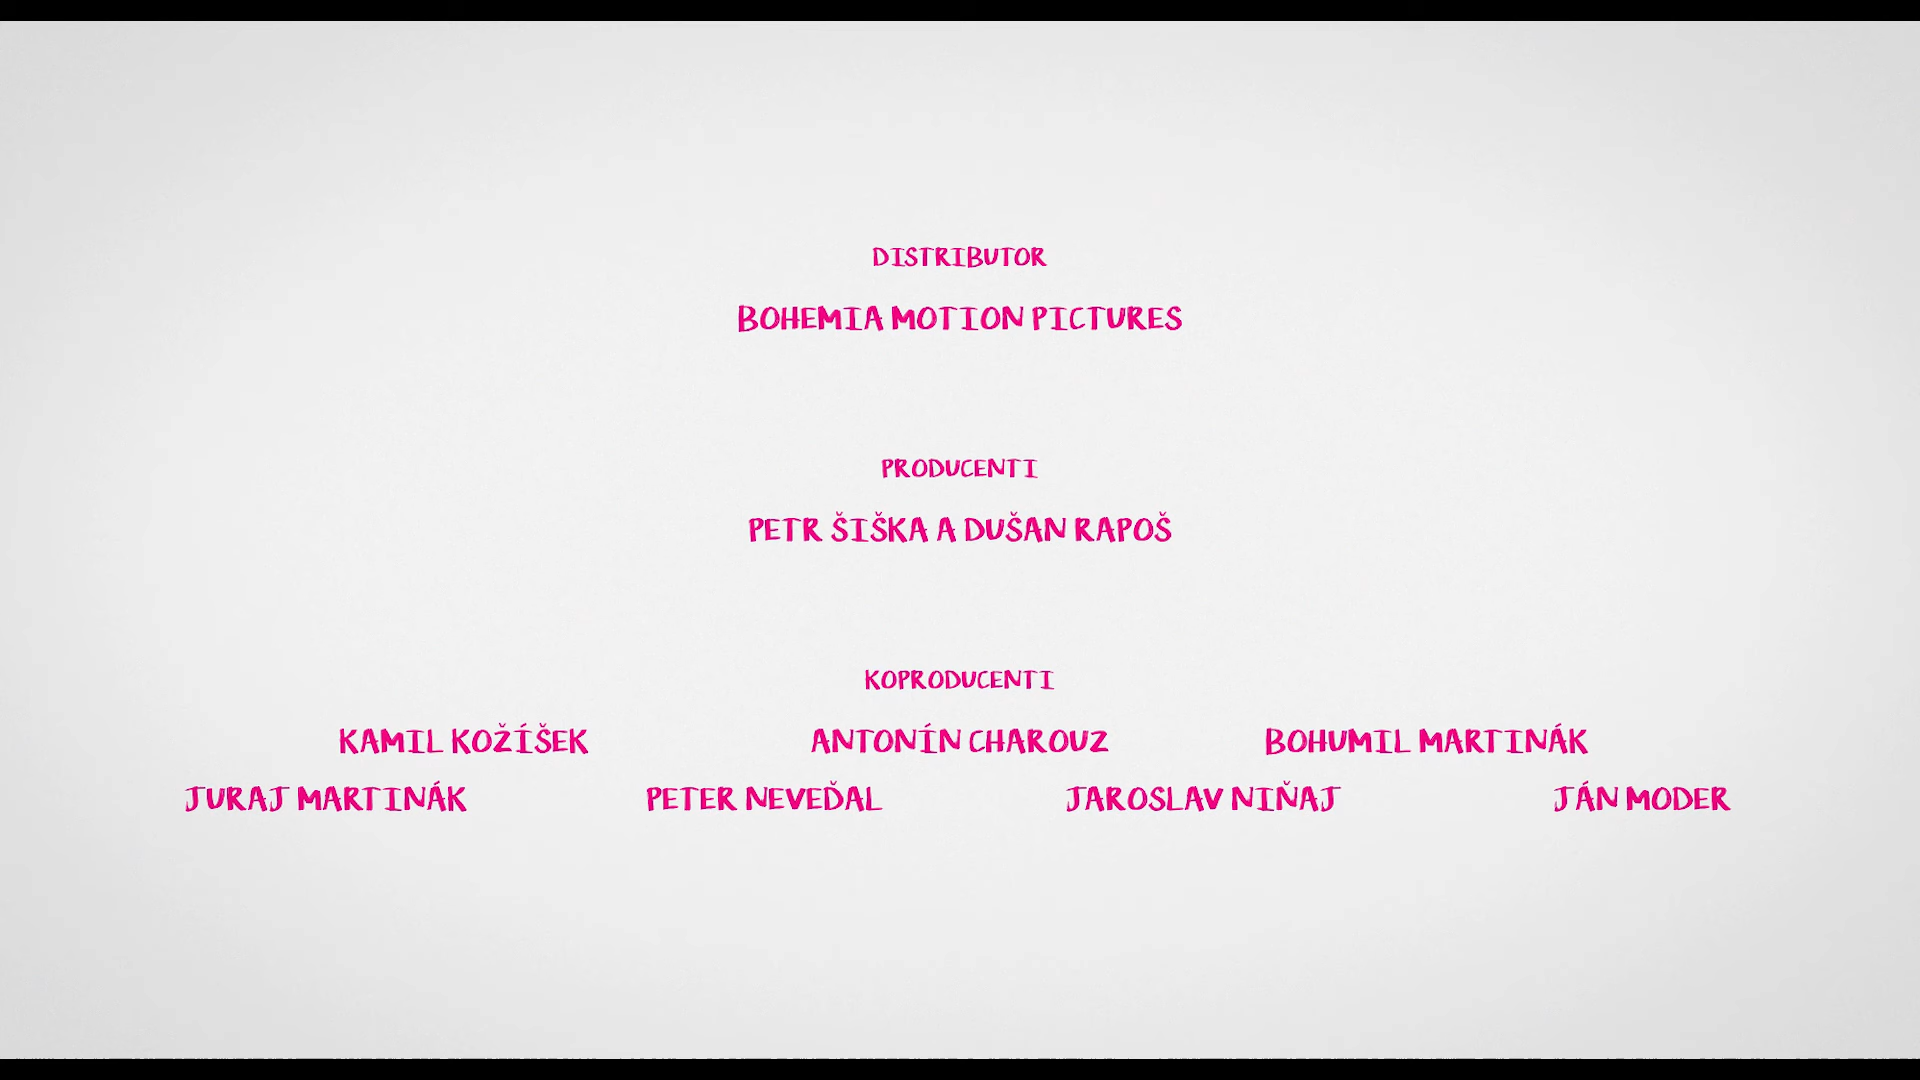 DISTRIBUTOR
BOHEMIA MOTION PICTURES
PRODUCENTI
PETR ŠIŠKA A DUŠAN RAPOŠ
KOPRODUCENTI
KAMIL KOŽÍŠEK ANTONÍN CHAROUZ BOHUMIL MARTINÁK
JURAJ MARTINÁK PETER NEVEĎAL JAROSLAV NIŇAJ JÁN MODER